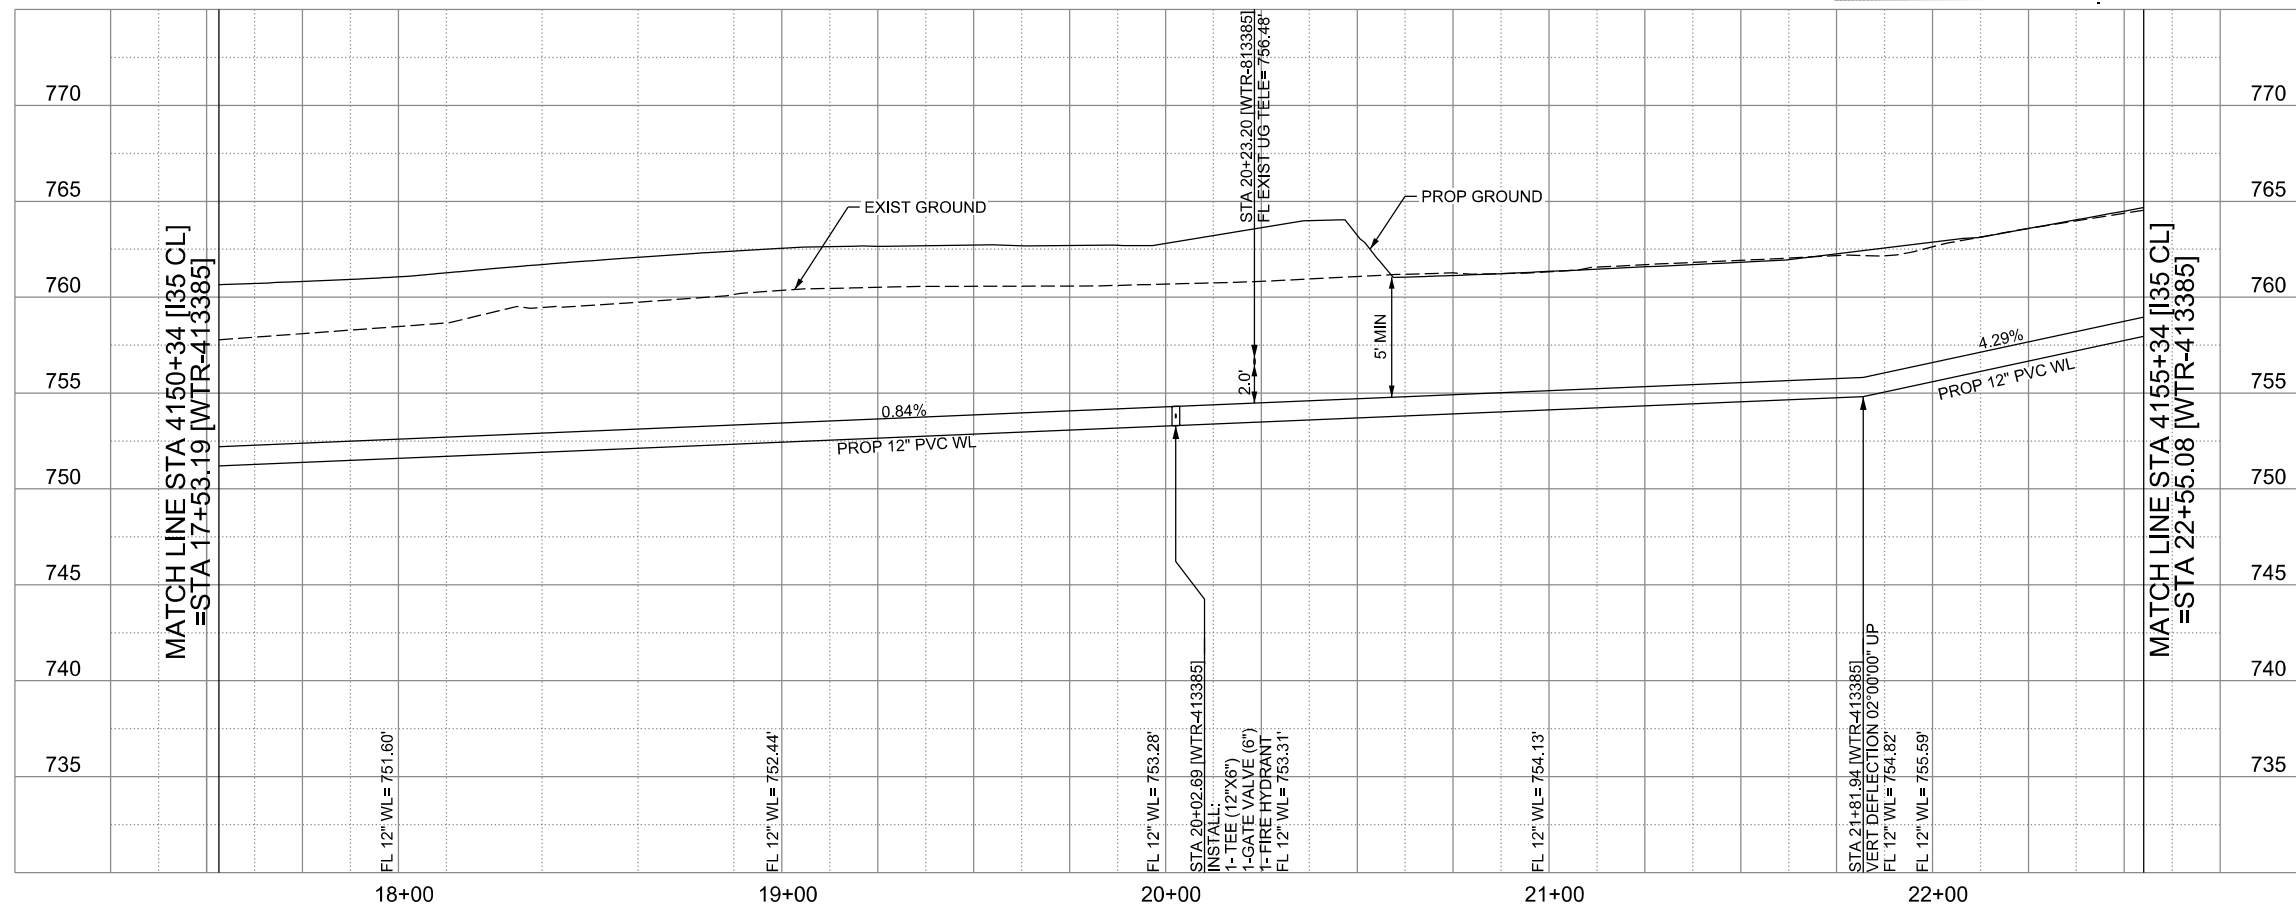 770
765
760
755
750
745
740
735
MATCH LINE STA 4150+34 [I35 CL]
=STA 17+53.19 [WTR-413385]
EXIST GROUND
STA 20+23.20 [WTR-813385]
FL EXIST UG TELE= 756.48'
PROP GROUND
5' MIN
2.0'
0.84%
PROP 12" PVC WL
4.29%
PROP 12" PVC WL
FL 12" WL= 751.60'
FL 12" WL= 752.44'
FL 12" WL= 753.28'
STA 20+02.69 [WTR-413385]
INSTALL:
1- TEE (12"X6")
1-GATE VALVE (6")
1- FIRE HYDRANT
FL 12" WL= 753.31'
FL 12" WL= 754.13'
STA 21+81.94 [WTR-413385]
VERT DEFLECTION 02°00'00" UP
FL 12" WL= 754.82'
FL 12" WL= 755.59'
MATCH LINE STA 4155+34 [I35 CL]
=STA 22+55.08 [WTR-413385]
770
765
760
755
750
745
740
735
18+00
19+00
20+00
21+00
22+00